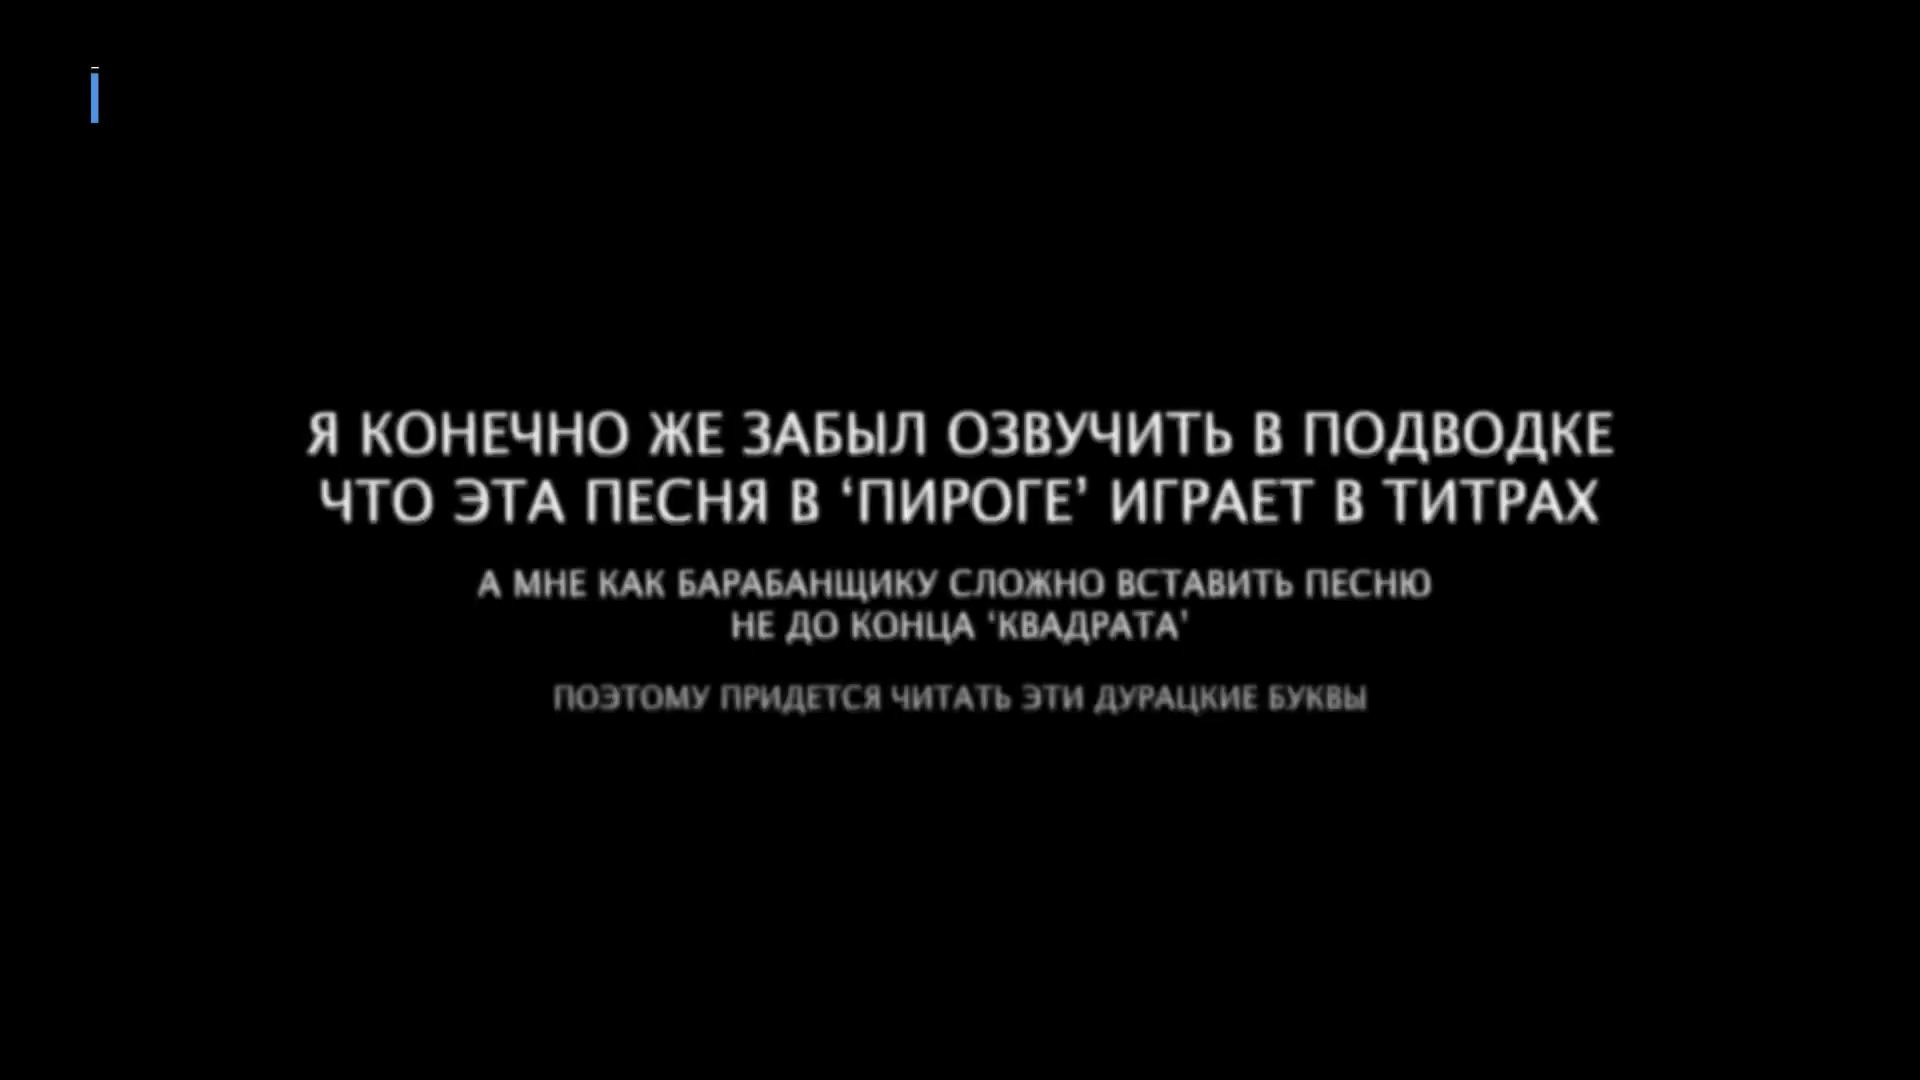 Я КОНЕЧНО ЖЕ ЗАБЫЛ ОЗВУЧИТЬ В ПОДВОДКЕ
ЧТО ЭТА ПЕСНЯ В ‘ПИРОГЕ’ ИГРАЕТ В ТИТРАХ
А МНЕ КАК БАРАБАНЩИКУ СЛОЖНО ВСТАВИТЬ ПЕСНЮ
НЕ ДО КОНЦА ‘КВАДРАТА’
ПОЭТОМУ ПРИДЕТСЯ ЧИТАТЬ ЭТИ ДУРАЦКИЕ БУКВЫ